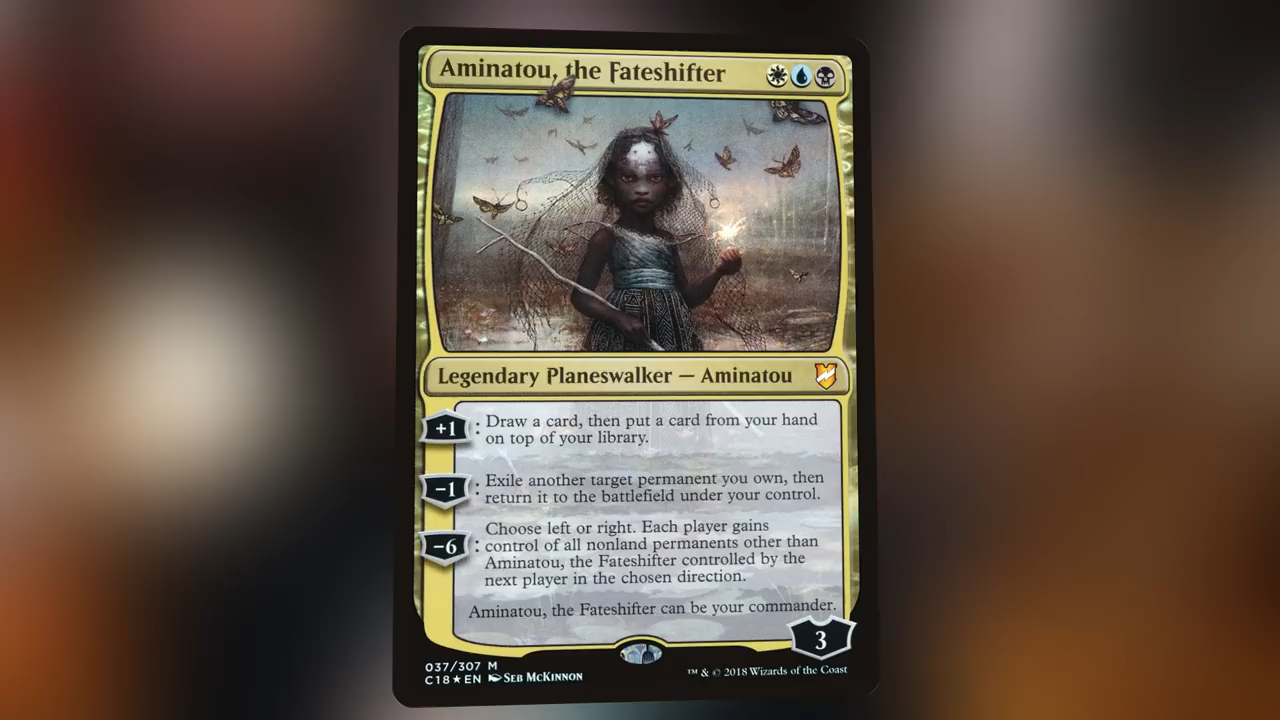 Aminatou, the Fateshifter
Legendary Planeswalker — Aminatou
+1 : Draw a card, then put a card from your hand
on top of your library.
−1 : Exile another target permanent you own, then
return it to the battlefield under your control.
Choose left or right. Each player gains
−6 : control of all nonland permanents other than
Aminatou, the Fateshifter controlled by the
next player in the chosen direction.
Aminatou, the Fateshifter can be your commander.
3
037/307 M
C18★EN SEB MCKINNON
™ & © 2018 Wizards of the Coast